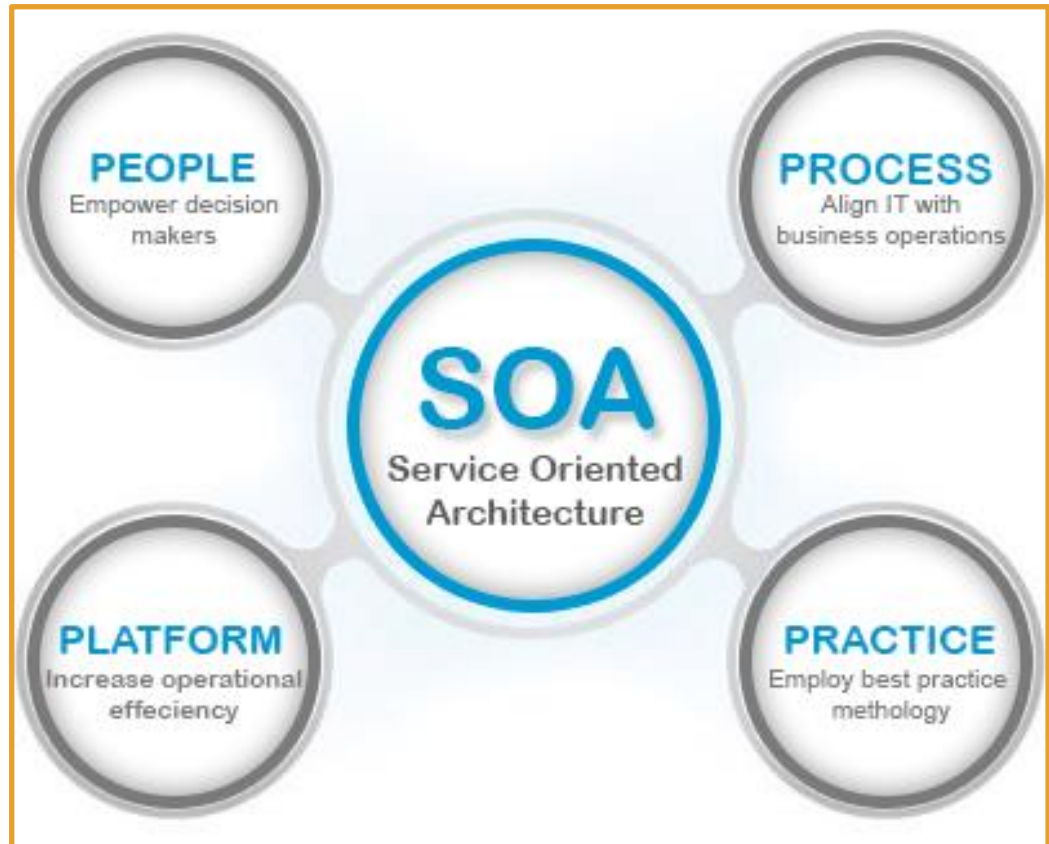 PEOPLE
Empower decision
makers
PROCESS
Align IT with
business operations
SOA
Service Oriented
Architecture
PLATFORM
Increase operational
effeciency
PRACTICE
Employ best practice
methology